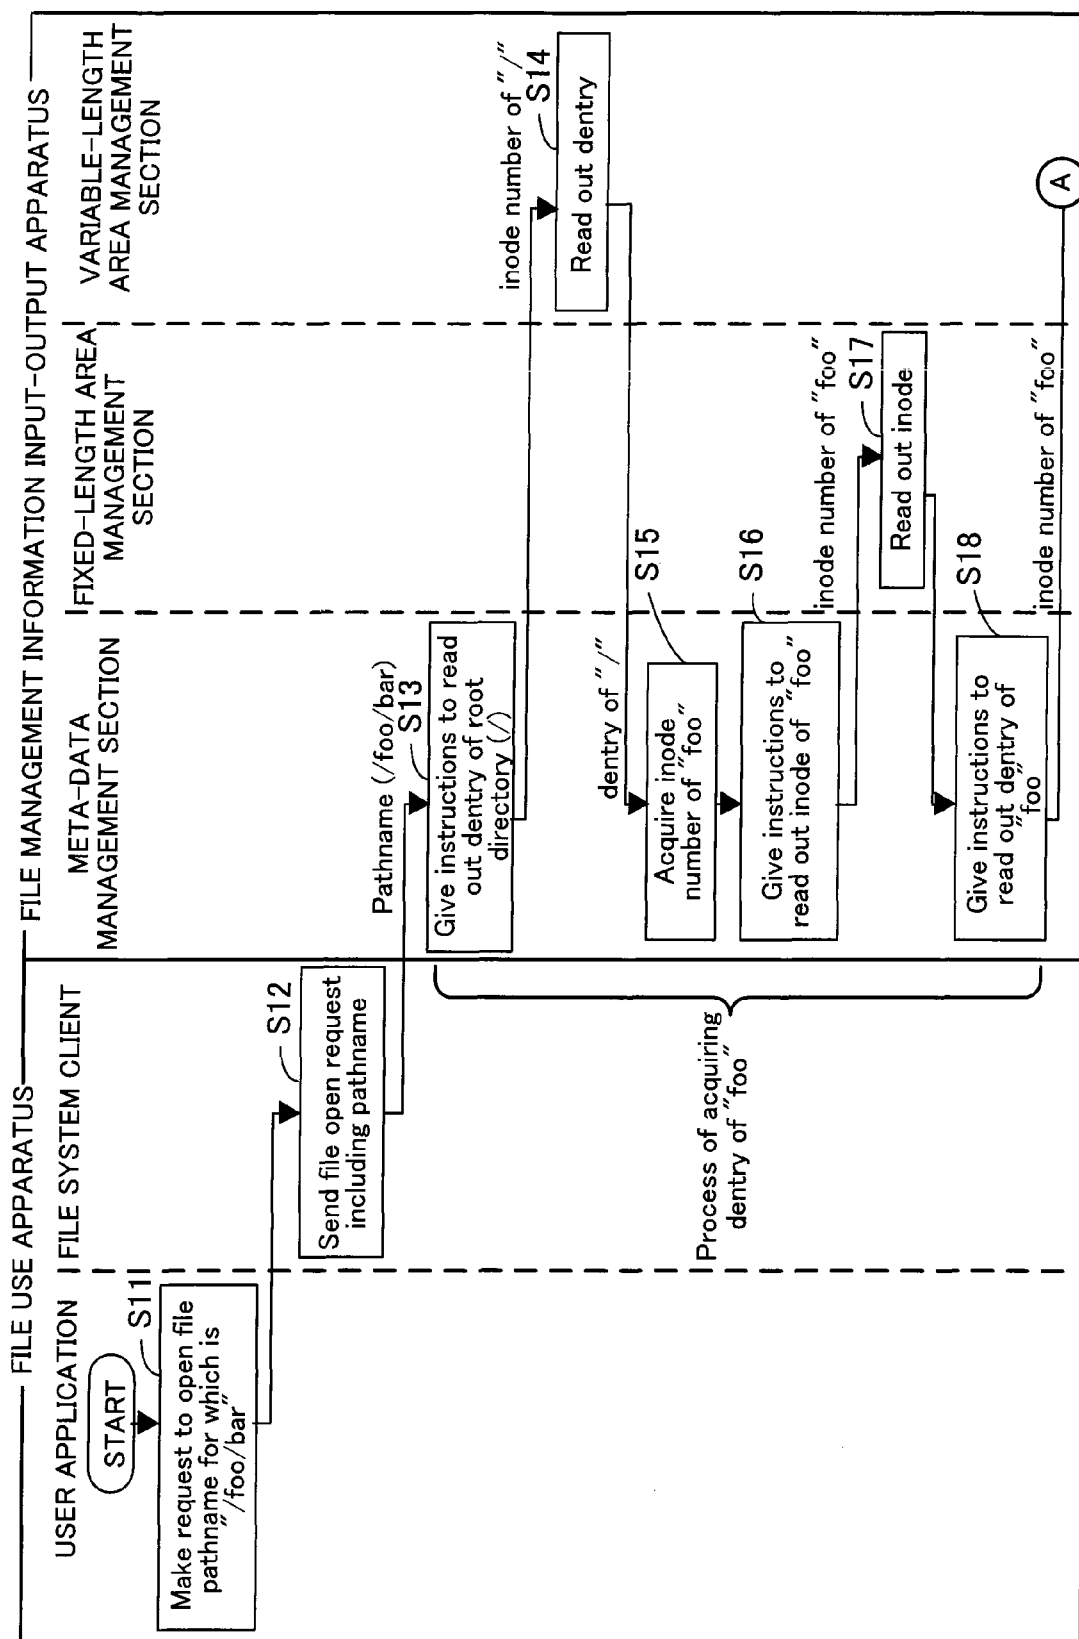 FILE USE APPARATUS
FILE MANAGEMENT INFORMATION INPUT-OUTPUT APPARATUS
USER APPLICATION
FILE SYSTEM CLIENT
META-DATA
MANAGEMENT SECTION
FIXED-LENGTH AREA
MANAGEMENT
SECTION
VARIABLE-LENGTH
AREA MANAGEMENT
SECTION
START
S11
Make request to open file
pathname for which is
"/foo/bar"
S12
Send file open request
including pathname
Pathname (/foo/bar)
S13
Give instructions to read
out dentry of root
directory (/)
inode number of "/"
S14
Read out dentry
dentry of "/"
S15
Acquire inode
number of "foo"
S16
Give instructions to
read out inode of "foo"
inode number of "foo"
S17
Read out inode
S18
Give instructions to
read out dentry of
"foo"
inode number of "foo"
A
Process of acquiring
dentry of "foo"